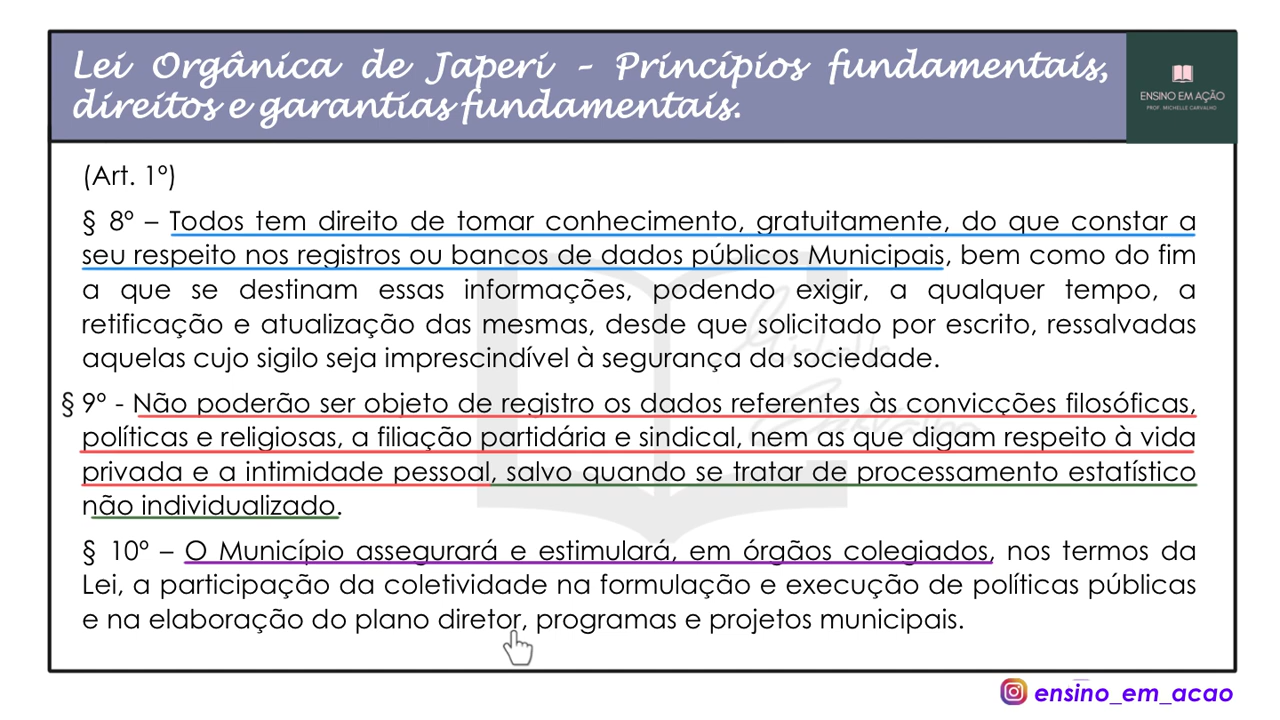 Lei Orgânica de Japeri – Princípios fundamentais,
direitos e garantias fundamentais.
ENSINO EM AÇÃO
PROF. MICHELLE CARVALHO
(Art. 1º)
§ 8º – Todos tem direito de tomar conhecimento, gratuitamente, do que constar a
seu respeito nos registros ou bancos de dados públicos Municipais, bem como do fim
a que se destinam essas informações, podendo exigir, a qualquer tempo, a
retificação e atualização das mesmas, desde que solicitado por escrito, ressalvadas
aquelas cujo sigilo seja imprescindível à segurança da sociedade.
§ 9º - Não poderão ser objeto de registro os dados referentes às convicções filosóficas,
políticas e religiosas, a filiação partidária e sindical, nem as que digam respeito à vida
privada e a intimidade pessoal, salvo quando se tratar de processamento estatístico
não individualizado.
§ 10º – O Município assegurará e estimulará, em órgãos colegiados, nos termos da
Lei, a participação da coletividade na formulação e execução de políticas públicas
e na elaboração do plano diretor, programas e projetos municipais.
Michelle
Carvalho
ensino_em_acao